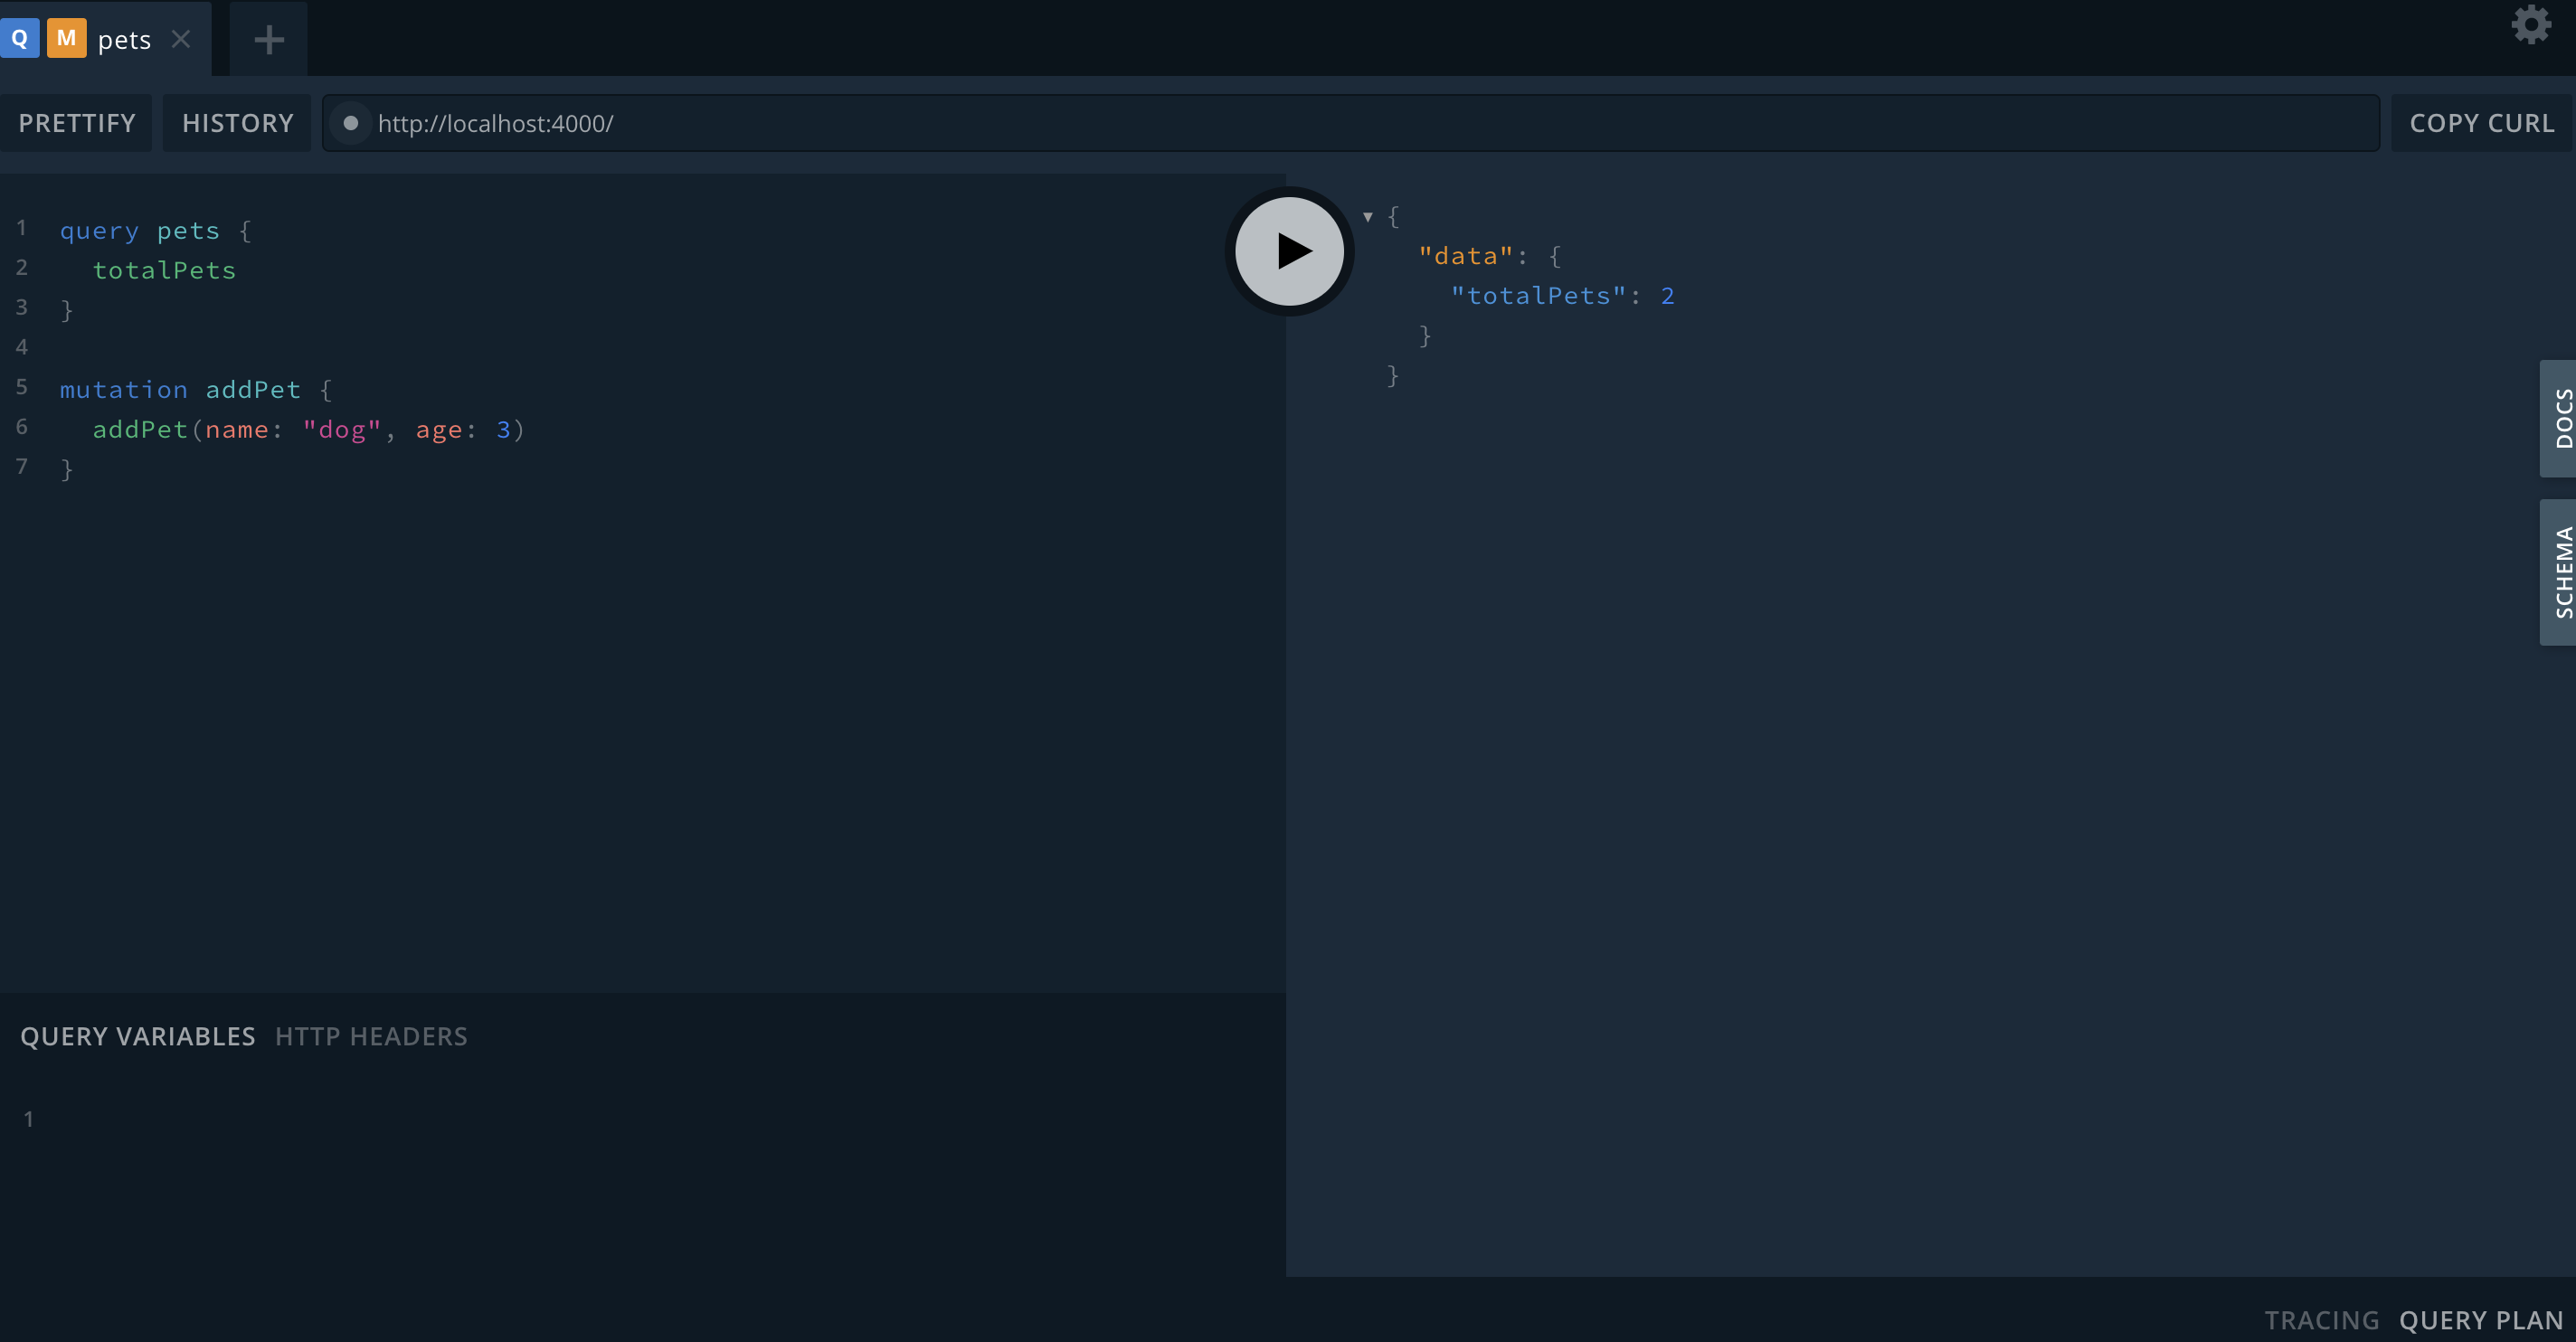 Q M pets
PRETTIFY HISTORY http://localhost:4000/ COPY CURL
1 query pets {
2 totalPets
3 }
4
5 mutation addPet {
6 addPet(name: "dog", age: 3)
7 }
{
"data": {
"totalPets": 2
}
}
DOCS
SCHEMA
QUERY VARIABLES HTTP HEADERS
1
TRACING QUERY PLAN